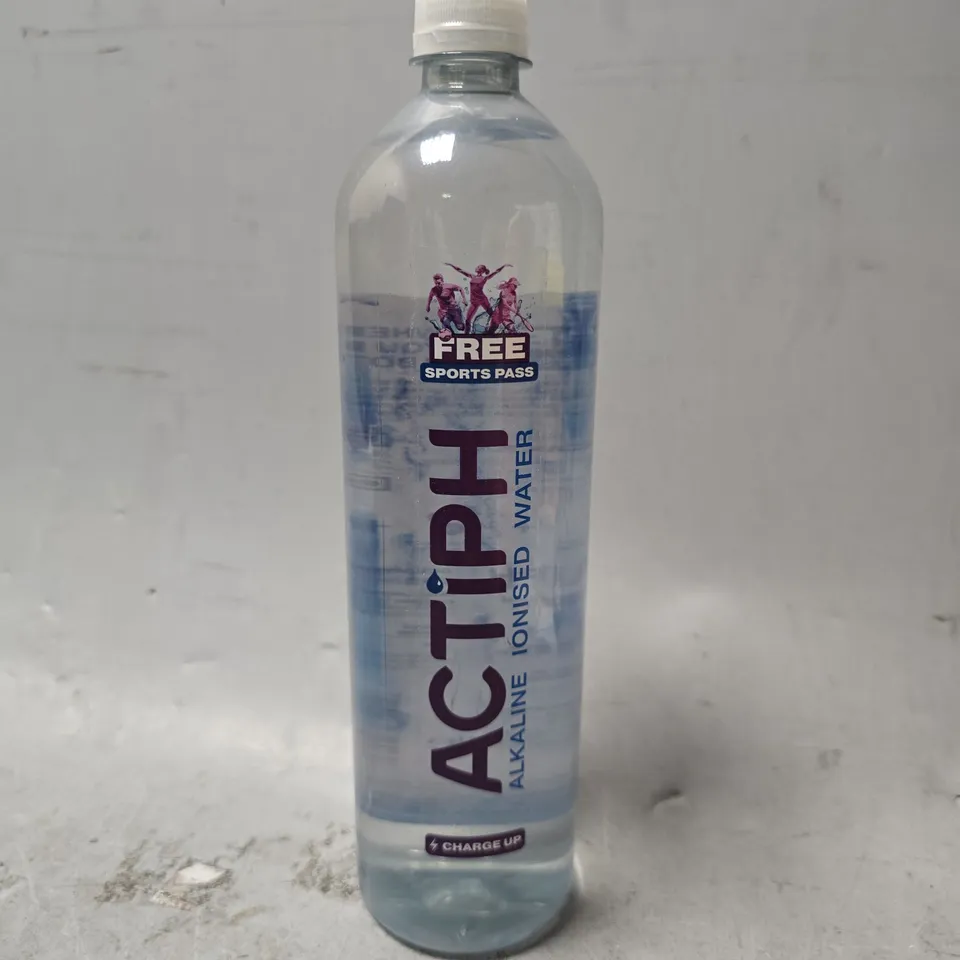 FREE
SPORTS PASS
ACTiPH
ALKALINE IONISED WATER
CHARGE UP